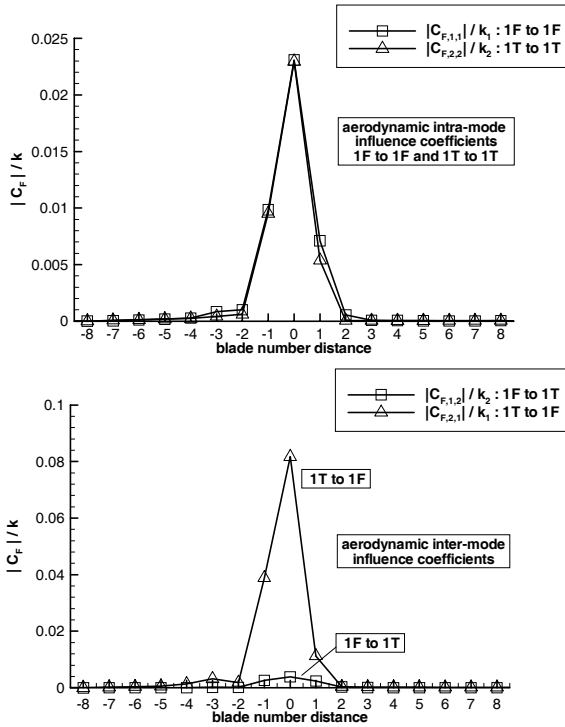 |C_F,1,1| / k_1 : 1F to 1F
|C_F,2,2| / k_2 : 1T to 1T
aerodynamic intra-mode
influence coefficients
1F to 1F and 1T to 1T
| C_F | / k
0.025
0.02
0.015
0.01
0.005
0
-8 -7 -6 -5 -4 -3 -2 -1 0 1 2 3 4 5 6 7 8
blade number distance
|C_F,1,2| / k_2 : 1F to 1T
|C_F,2,1| / k_1 : 1T to 1F
1T to 1F
aerodynamic inter-mode
influence coefficients
1F to 1T
| C_F | / k
0.1
0.08
0.06
0.04
0.02
0
-8 -7 -6 -5 -4 -3 -2 -1 0 1 2 3 4 5 6 7 8
blade number distance